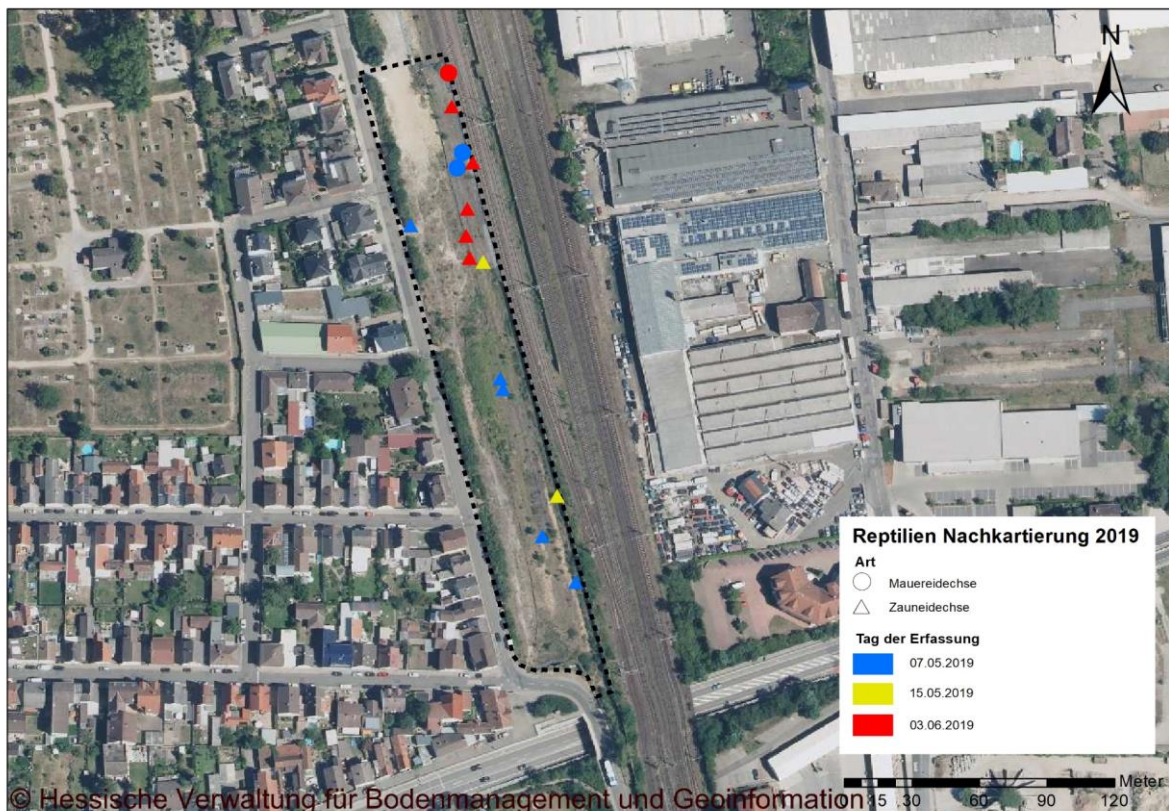 N
Reptilien Nachkartierung 2019
Art
Mauereidechse
Zauneidechse
Tag der Erfassung
07.05.2019
15.05.2019
03.06.2019
Meter
0 15 30 60 90 120
© Hessische Verwaltung für Bodenmanagement und Geoinformation